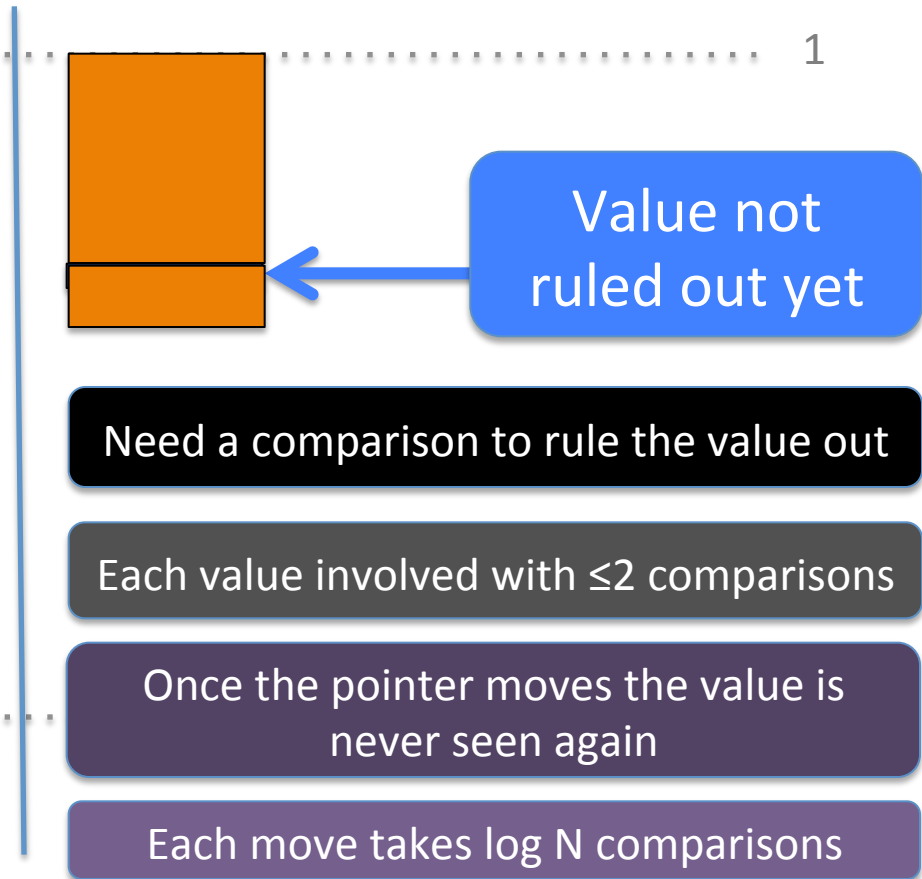 1
Value not
ruled out yet
Need a comparison to rule the value out
Each value involved with ≤2 comparisons
Once the pointer moves the value is
never seen again
Each move takes log N comparisons